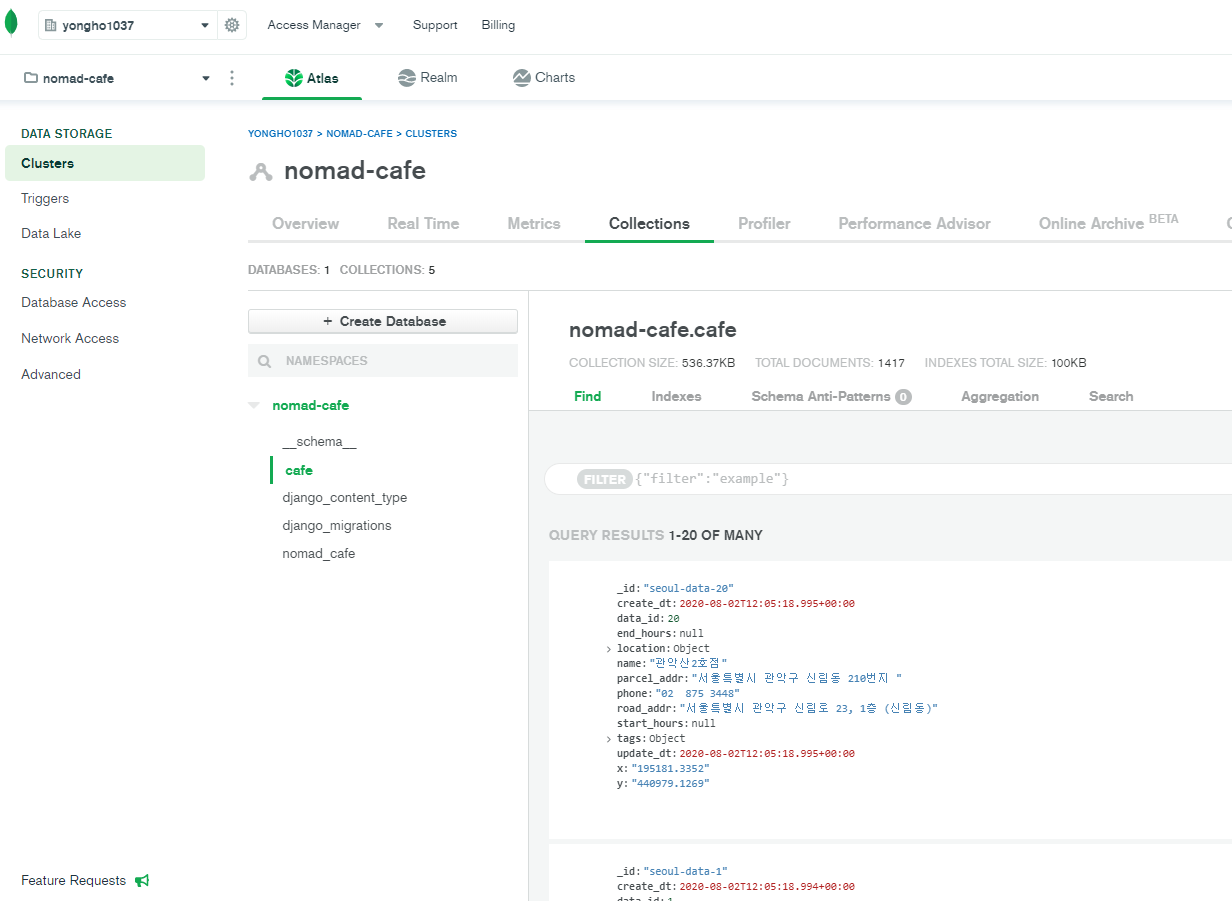 yongho1037 Access Manager Support Billing
nomad-cafe Atlas Realm Charts
DATA STORAGE
Clusters
Triggers
Data Lake
SECURITY
Database Access
Network Access
Advanced
Feature Requests
YONGHO1037 > NOMAD-CAFE > CLUSTERS
nomad-cafe
Overview Real Time Metrics Collections Profiler Performance Advisor Online Archive BETA
DATABASES: 1 COLLECTIONS: 5
+ Create Database
NAMESPACES
nomad-cafe
__schema__
cafe
django_content_type
django_migrations
nomad_cafe
nomad-cafe.cafe
COLLECTION SIZE: 536.37KB TOTAL DOCUMENTS: 1417 INDEXES TOTAL SIZE: 100KB
Find Indexes Schema Anti-Patterns 0 Aggregation Search
FILTER {"filter":"example"}
QUERY RESULTS 1-20 OF MANY
_id: "seoul-data-20"
create_dt: 2020-08-02T12:05:18.995+00:00
data_id: 20
end_hours: null
> location: Object
name: "관악산2호점"
parcel_addr: "서울특별시 관악구 신림동 210번지 "
phone: "02  875 3448"
road_addr: "서울특별시 관악구 신림로 23, 1층 (신림동)"
start_hours: null
> tags: Object
update_dt: 2020-08-02T12:05:18.995+00:00
x: "195181.3352"
y: "440979.1269"
_id: "seoul-data-1"
create_dt: 2020-08-02T12:05:18.994+00:00
data_id: 1